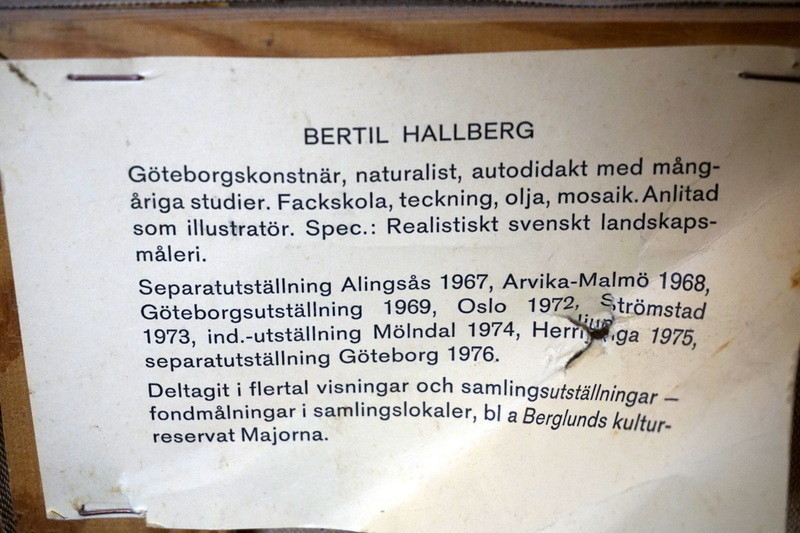 BERTIL HALLBERG
Göteborgskonstnär, naturalist, autodidakt med mång-
åriga studier. Fackskola, teckning, olja, mosaik. Anlitad
som illustratör. Spec.: Realistiskt svenskt landskaps-
måleri.
Separatutställning Alingsås 1967, Arvika-Malmö 1968,
Göteborgsutställning 1969, Oslo 1972, Strömstad
1973, ind.-utställning Mölndal 1974, 1975,
separatutställning Göteborg 1976.
Deltagit i flertal visningar och samlingsutställningar —
fondmålningar i samlingslokaler, bl a Berglunds kultur-
reservat Majorna.